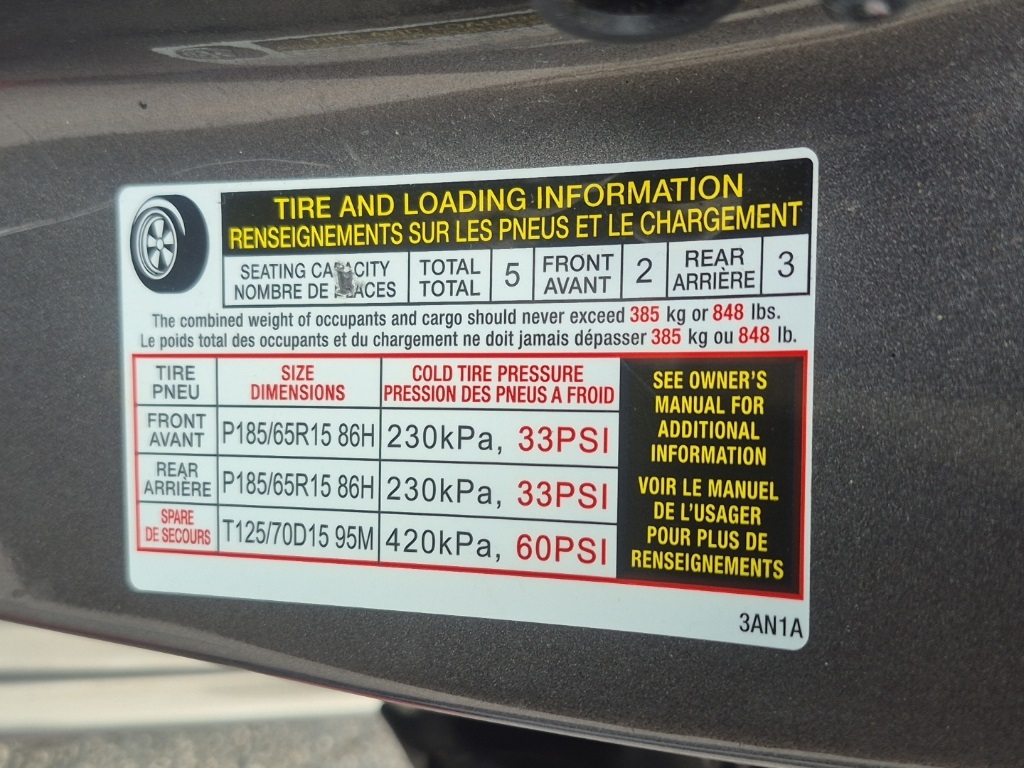 TIRE AND LOADING INFORMATION
RENSEIGNEMENTS SUR LES PNEUS ET LE CHARGEMENT
SEATING CAPACITY TOTAL 5 FRONT 2 REAR 3
NOMBRE DE PLACES TOTAL AVANT ARRIÈRE
The combined weight of occupants and cargo should never exceed 385 kg or 848 lbs.
Le poids total des occupants et du chargement ne doit jamais dépasser 385 kg ou 848 lb.
TIRE SIZE COLD TIRE PRESSURE
PNEU DIMENSIONS PRESSION DES PNEUS A FROID
FRONT
AVANT P185/65R15 86H 230kPa, 33PSI
REAR
ARRIÈRE P185/65R15 86H 230kPa, 33PSI
SPARE
DE SECOURS T125/70D15 95M 420kPa, 60PSI
SEE OWNER'S
MANUAL FOR
ADDITIONAL
INFORMATION
VOIR LE MANUEL
DE L'USAGER
POUR PLUS DE
RENSEIGNEMENTS
3AN1A